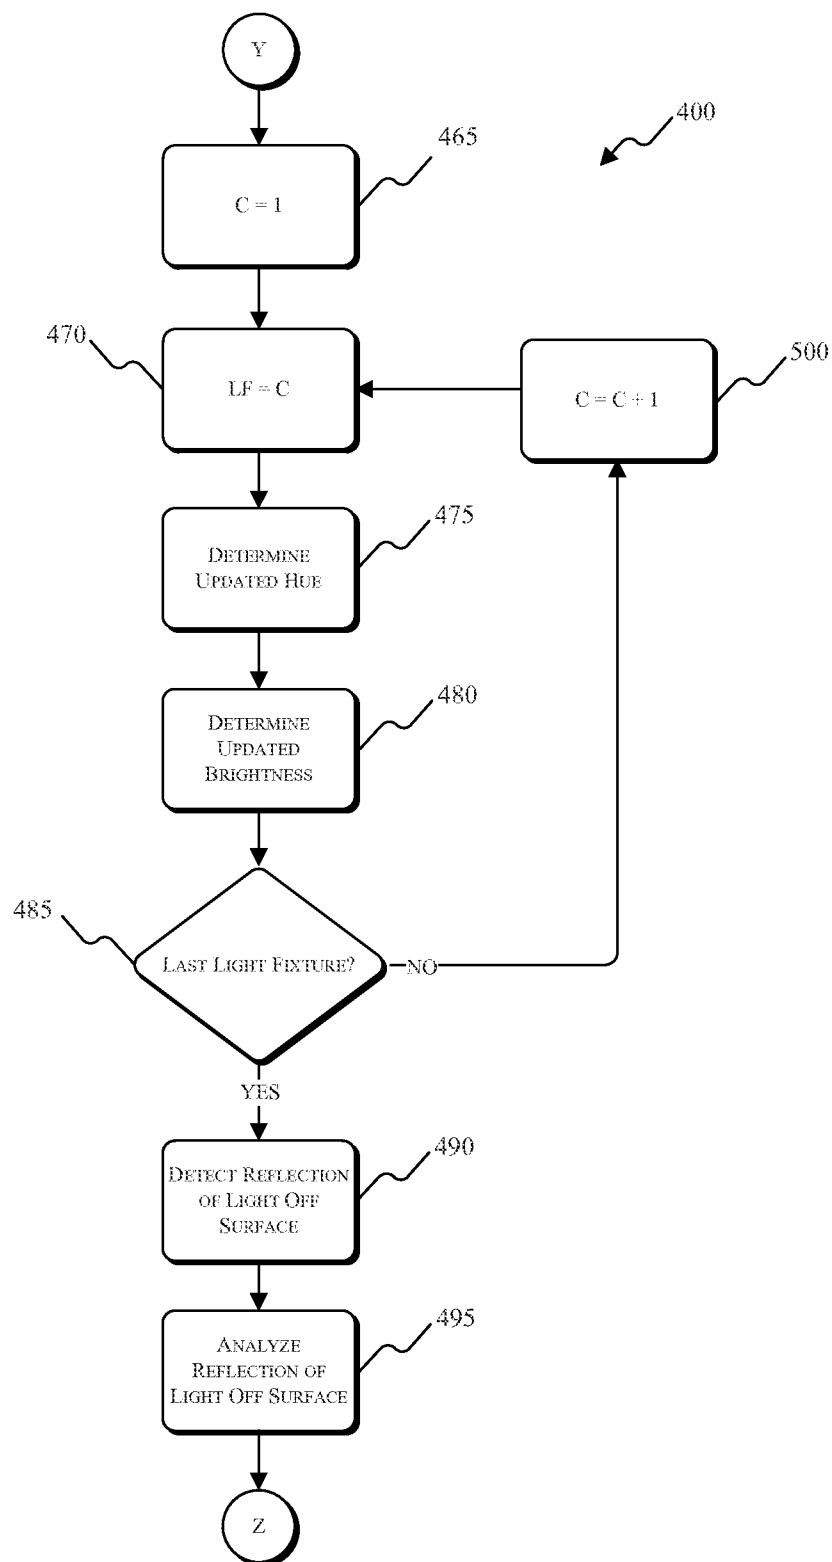 Y
400
465
C = 1
470
LF = C
500
C = C + 1
475
DETERMINE
UPDATED HUE
480
DETERMINE
UPDATED
BRIGHTNESS
485
LAST LIGHT FIXTURE?
NO
YES
490
DETECT REFLECTION
OF LIGHT OFF
SURFACE
495
ANALYZE
REFLECTION OF
LIGHT OFF SURFACE
Z